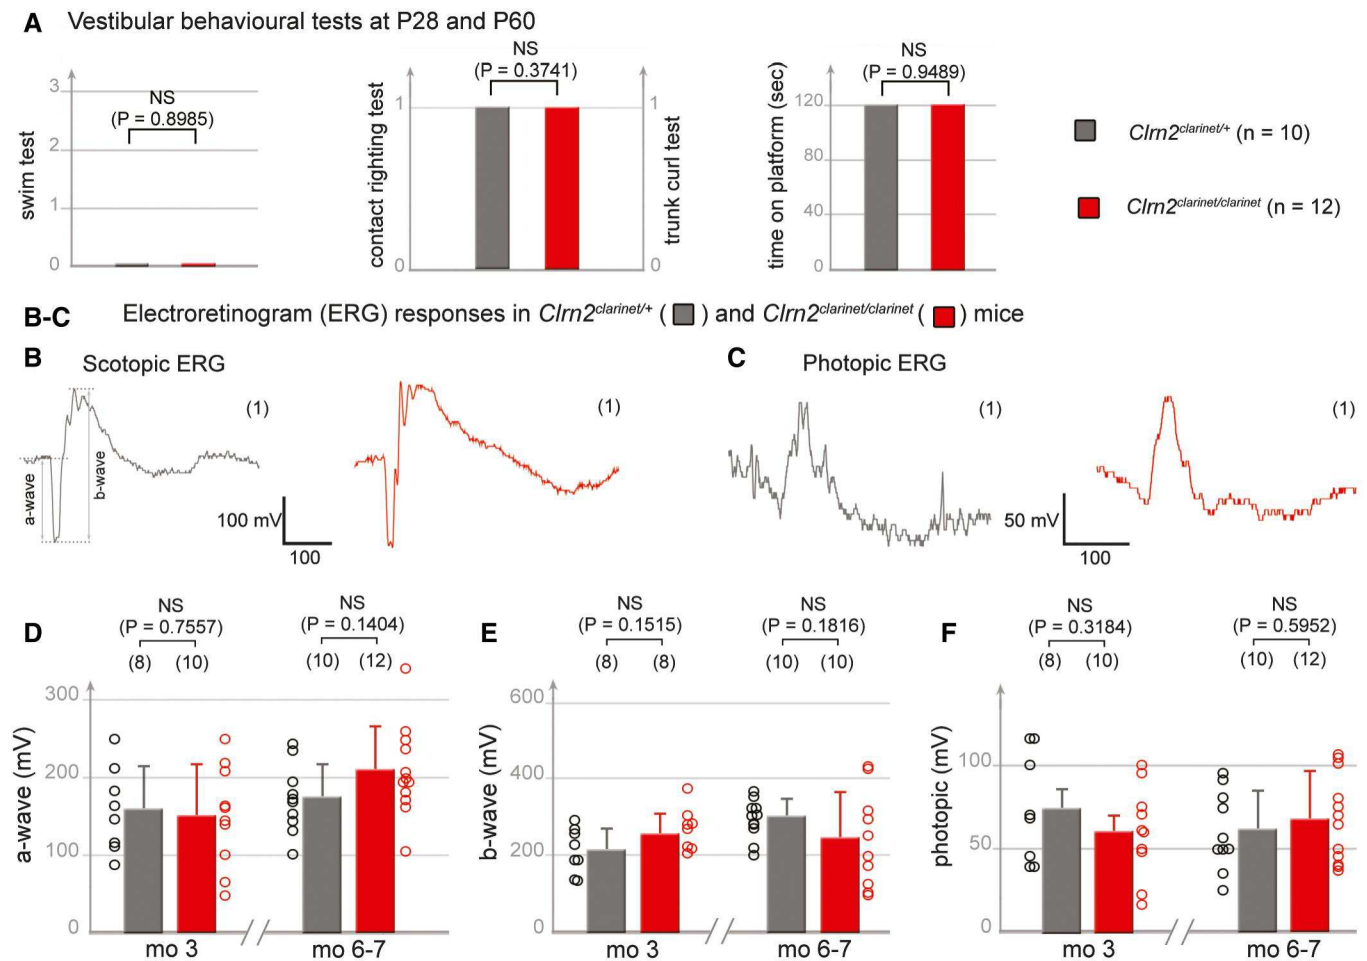 A Vestibular behavioural tests at P28 and P60
swim test
3
2
1
0
NS
(P = 0.8985)
contact righting test
1
0
NS
(P = 0.3741)
1
0
trunk curl test
time on platform (sec)
120
80
40
0
NS
(P = 0.9489)
Clrn2clarinet/+ (n = 10)
Clrn2clarinet/clarinet (n = 12)
B-C Electroretinogram (ERG) responses in Clrn2clarinet/+ ( ) and Clrn2clarinet/clarinet ( ) mice
B Scotopic ERG
a-wave
b-wave
(1)
100 mV
100
(1)
C Photopic ERG
(1)
50 mV
100
(1)
D
NS
(P = 0.7557)
(8) (10)
NS
(P = 0.1404)
(10) (12)
a-wave (mV)
300
200
100
0
mo 3
mo 6-7
E
NS
(P = 0.1515)
(8) (8)
NS
(P = 0.1816)
(10) (10)
b-wave (mV)
600
400
200
0
mo 3
mo 6-7
F
NS
(P = 0.3184)
(8) (10)
NS
(P = 0.5952)
(10) (12)
photopic (mV)
100
50
0
mo 3
mo 6-7